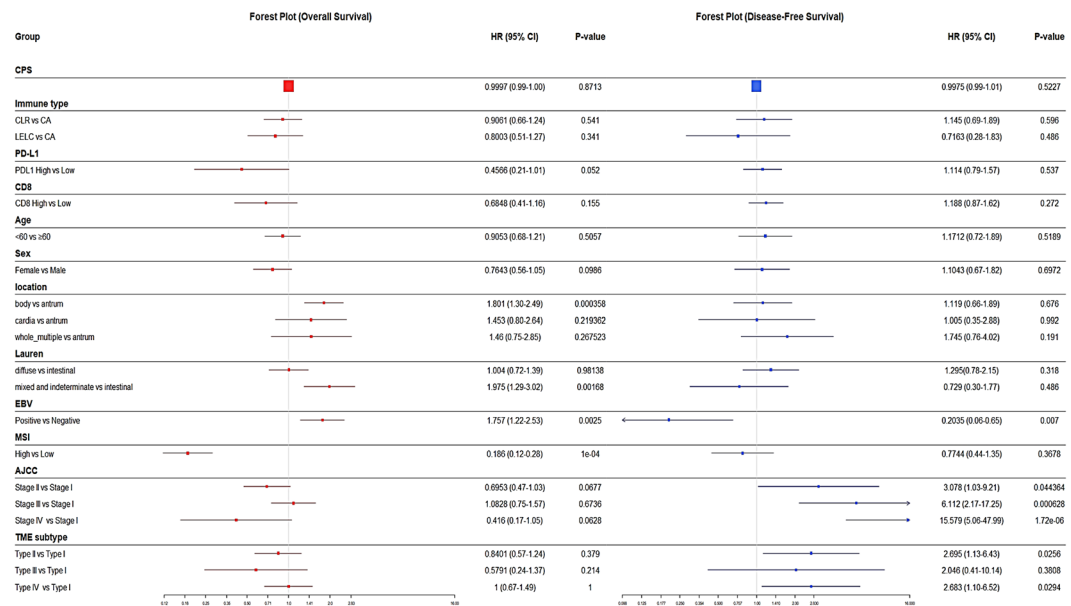 Forest Plot (Overall Survival) Forest Plot (Disease-Free Survival)
Group HR (95% CI) P-value HR (95% CI) P-value
CPS
0.9997 (0.99-1.00) 0.8713 0.9975 (0.99-1.01) 0.5227
Immune type
CLR vs CA 0.9061 (0.66-1.24) 0.541 1.145 (0.69-1.89) 0.596
LELC vs CA 0.8003 (0.51-1.27) 0.341 0.7163 (0.28-1.83) 0.486
PD-L1
PDL1 High vs Low 0.4566 (0.21-1.01) 0.052 1.114 (0.79-1.57) 0.537
CD8
CD8 High vs Low 0.6848 (0.41-1.16) 0.155 1.188 (0.87-1.62) 0.272
Age
<60 vs ≥60 0.9053 (0.68-1.21) 0.5057 1.1712 (0.72-1.89) 0.5189
Sex
Female vs Male 0.7643 (0.56-1.05) 0.0986 1.1043 (0.67-1.82) 0.6972
location
body vs antrum 1.801 (1.30-2.49) 0.000358 1.119 (0.66-1.89) 0.676
cardia vs antrum 1.453 (0.80-2.64) 0.219362 1.005 (0.35-2.88) 0.992
whole_multiple vs antrum 1.46 (0.75-2.85) 0.267523 1.745 (0.76-4.02) 0.191
Lauren
diffuse vs intestinal 1.004 (0.72-1.39) 0.98138 1.295(0.78-2.15) 0.318
mixed and indeterminate vs intestinal 1.975 (1.29-3.02) 0.00168 0.729 (0.30-1.77) 0.486
EBV
Positive vs Negative 1.757 (1.22-2.53) 0.0025 0.2035 (0.06-0.65) 0.007
MSI
High vs Low 0.186 (0.12-0.28) 1e-04 0.7744 (0.44-1.35) 0.3678
AJCC
Stage II vs Stage I 0.6953 (0.47-1.03) 0.0677 3.078 (1.03-9.21) 0.044364
Stage III vs Stage I 1.0828 (0.75-1.57) 0.6736 6.112 (2.17-17.25) 0.000628
Stage IV vs Stage I 0.416 (0.17-1.05) 0.0628 15.579 (5.06-47.99) 1.72e-06
TME subtype
Type II vs Type I 0.8401 (0.57-1.24) 0.379 2.695 (1.13-6.43) 0.0256
Type III vs Type I 0.5791 (0.24-1.37) 0.214 2.046 (0.41-10.14) 0.3808
Type IV vs Type I 1 (0.67-1.49) 1 2.683 (1.10-6.52) 0.0294
0.12 0.25 0.50 0.71 1.0 1.41 2.0